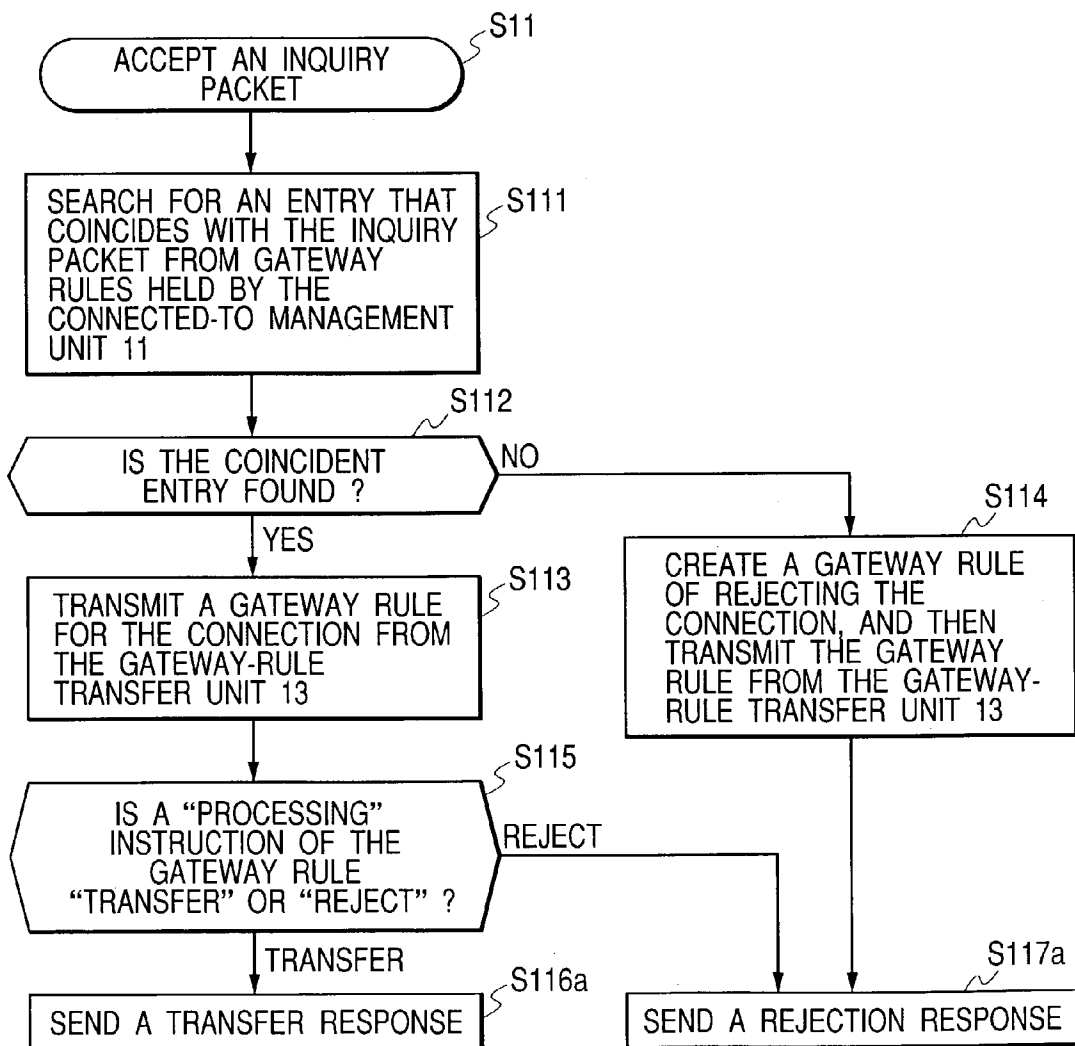 S11
ACCEPT AN INQUIRY
PACKET
S111
SEARCH FOR AN ENTRY THAT
COINCIDES WITH THE INQUIRY
PACKET FROM GATEWAY
RULES HELD BY THE
CONNECTED-TO MANAGEMENT
UNIT 11
S112
IS THE COINCIDENT
ENTRY FOUND ?
NO
YES
S113
TRANSMIT A GATEWAY RULE
FOR THE CONNECTION FROM
THE GATEWAY-RULE
TRANSFER UNIT 13
S114
CREATE A GATEWAY RULE
OF REJECTING THE
CONNECTION, AND THEN
TRANSMIT THE GATEWAY
RULE FROM THE GATEWAY-
RULE TRANSFER UNIT 13
S115
IS A “PROCESSING”
INSTRUCTION OF THE
GATEWAY RULE
“TRANSFER” OR “REJECT” ?
REJECT
TRANSFER
S116a
SEND A TRANSFER RESPONSE
S117a
SEND A REJECTION RESPONSE